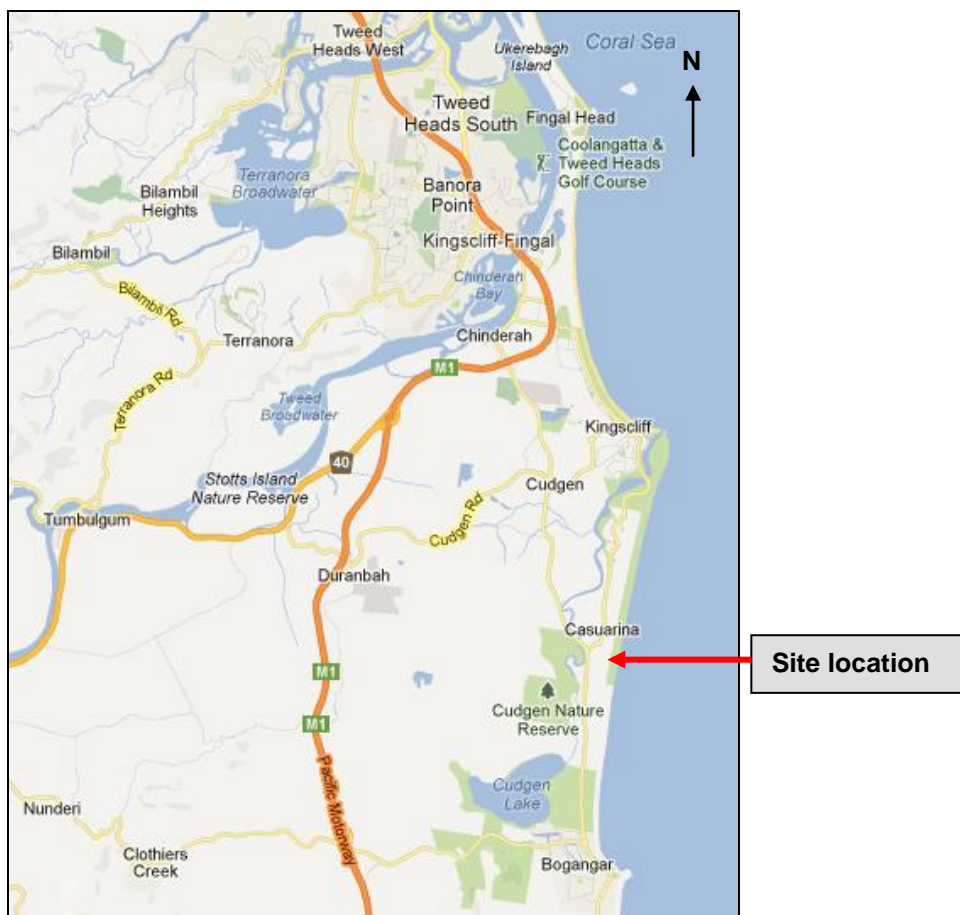 Tweed
Heads West
Ukerebagh
Island
Coral Sea
N
Tweed
Heads South
Fingal Head
Coolangatta &
Tweed Heads
Golf Course
Terranora
Broadwater
Bilambil
Heights
Banora
Point
Kingscliff-Fingal
Bilambil
Chinderah
Bay
Bilambil Rd
Terranora
Chinderah
M1
Terranora Rd
Tweed
Broadwater
Kingscliff
40
Stotts Island
Nature Reserve
Cudgen
Tumbulgum
Cudgen Rd
Duranbah
Casuarina
Site location
M1
Cudgen Nature
Reserve
M1
Pacific Motorway
Cudgen
Lake
Nunderi
Clothiers
Creek
Bogangar